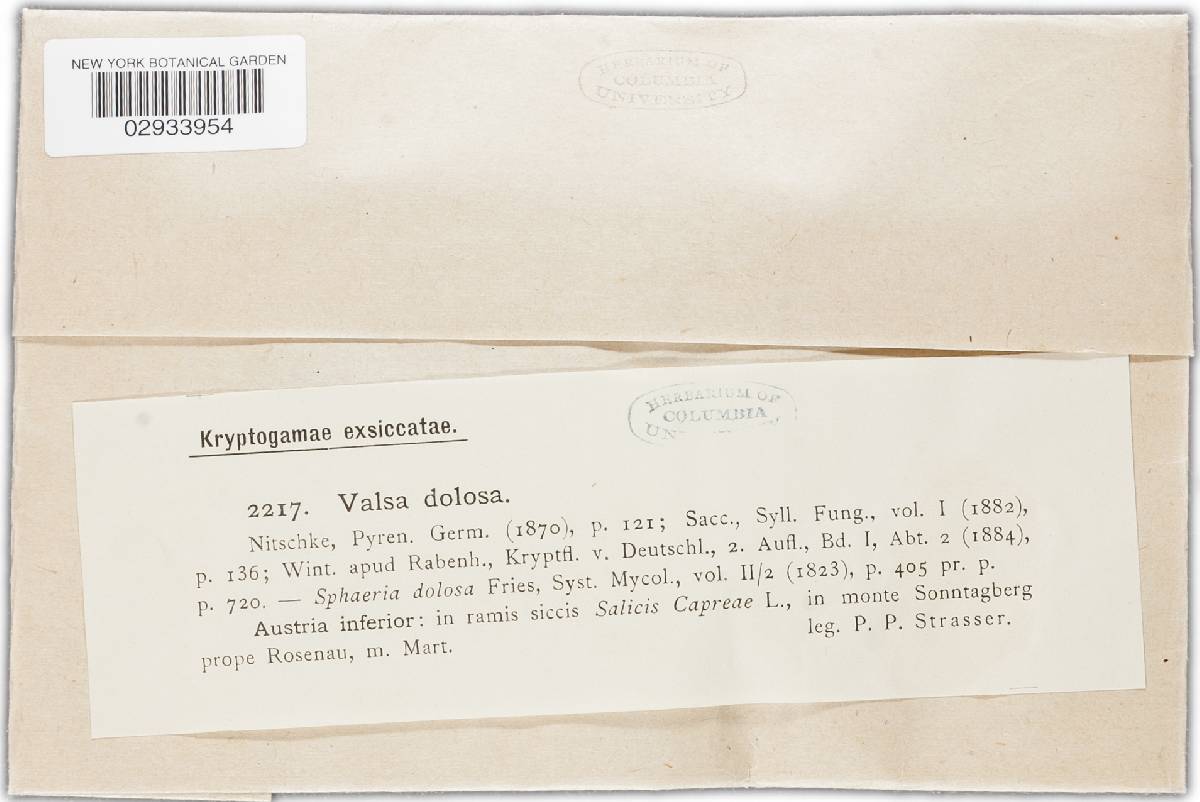 NEW YORK BOTANICAL GARDEN
02933954
HERBARIUM OF
COLUMBIA
UNIVERSITY
HERBARIUM OF
COLUMBIA
UN
Kryptogamae exsiccatae.
2217. Valsa dolosa.
Nitschke, Pyren. Germ. (1870), p. 121; Sacc., Syll. Fung., vol. I (1882),
p. 136; Wint. apud Rabenh., Kryptfl. v. Deutschl., 2. Aufl., Bd. I, Abt. 2 (1884),
p. 720. — Sphaeria dolosa Fries, Syst. Mycol., vol. II/2 (1823), p. 405 pr. p.
Austria inferior: in ramis siccis Salicis Capreae L., in monte Sonntagberg
prope Rosenau, m. Mart.
leg. P. P. Strasser.